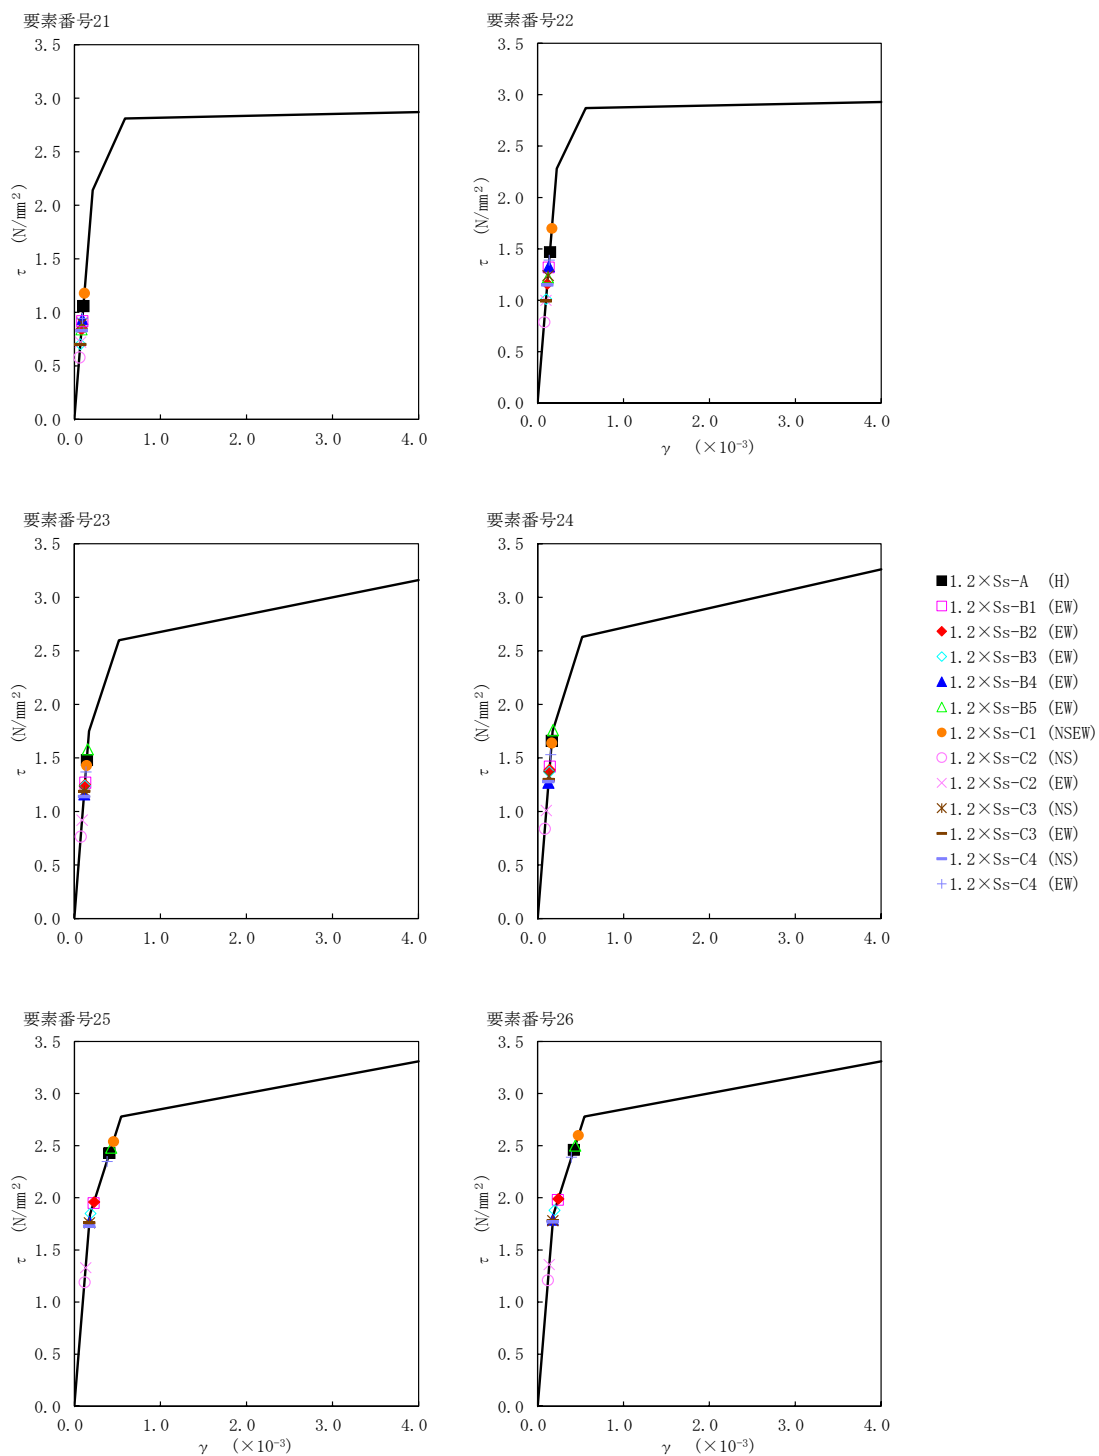 要素番号21
3.5
3.0
2.5
2.0
1.5
1.0
0.5
0.0
τ (N/mm²)
0.0 1.0 2.0 3.0 4.0
要素番号22
3.5
3.0
2.5
2.0
1.5
1.0
0.5
0.0
τ (N/mm²)
0.0 1.0 2.0 3.0 4.0
γ (×10⁻³)
要素番号23
3.5
3.0
2.5
2.0
1.5
1.0
0.5
0.0
τ (N/mm²)
0.0 1.0 2.0 3.0 4.0
要素番号24
3.5
3.0
2.5
2.0
1.5
1.0
0.5
0.0
τ (N/mm²)
0.0 1.0 2.0 3.0 4.0
1.2×Ss-A (H)
1.2×Ss-B1 (EW)
1.2×Ss-B2 (EW)
1.2×Ss-B3 (EW)
1.2×Ss-B4 (EW)
1.2×Ss-B5 (EW)
1.2×Ss-C1 (NSEW)
1.2×Ss-C2 (NS)
1.2×Ss-C2 (EW)
1.2×Ss-C3 (NS)
1.2×Ss-C3 (EW)
1.2×Ss-C4 (NS)
1.2×Ss-C4 (EW)
要素番号25
3.5
3.0
2.5
2.0
1.5
1.0
0.5
0.0
τ (N/mm²)
0.0 1.0 2.0 3.0 4.0
γ (×10⁻³)
要素番号26
3.5
3.0
2.5
2.0
1.5
1.0
0.5
0.0
τ (N/mm²)
0.0 1.0 2.0 3.0 4.0
γ (×10⁻³)